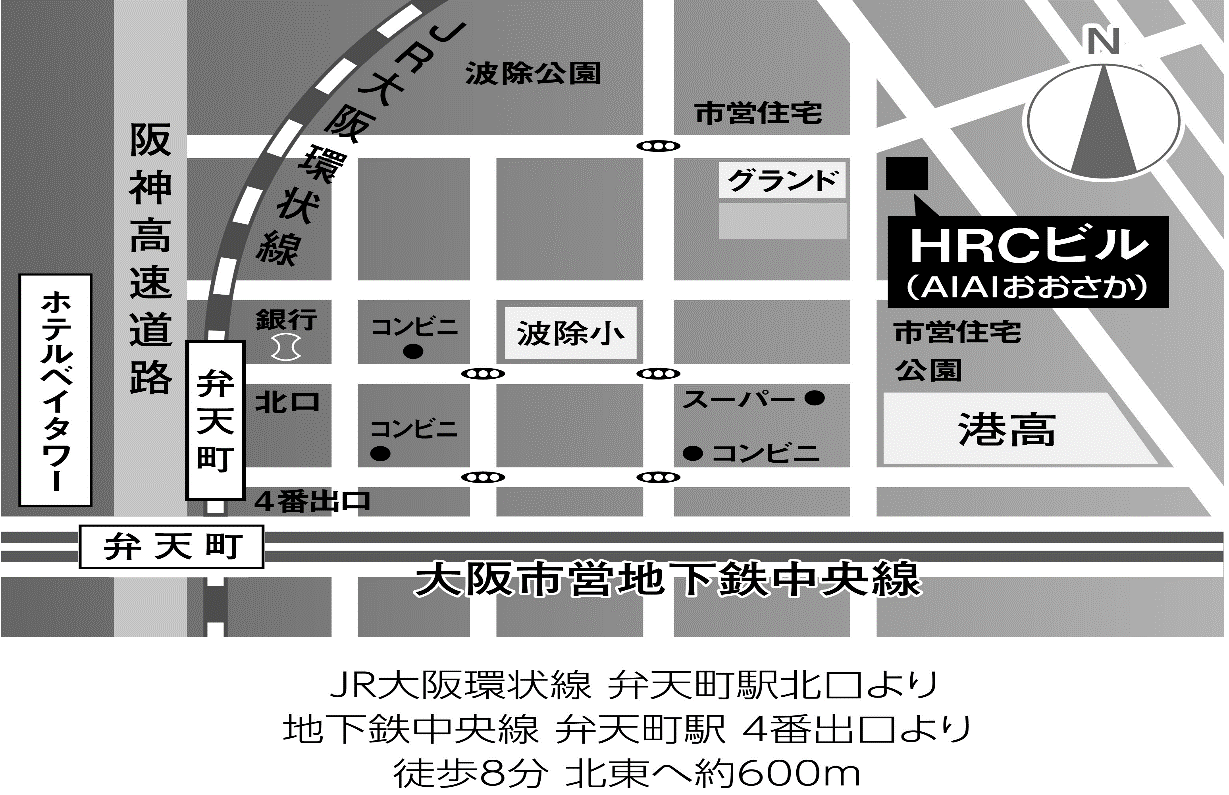 N
JR大阪環状線
波除公園
市営住宅
阪神高速道路
グランド
HRCビル
(AIAIおおさか)
ホテルベイタワー
銀行
コンビニ
波除小
市営住宅
公園
弁天町
北口
コンビニ
スーパー
コンビニ
港高
4番出口
弁天町
大阪市営地下鉄中央線
JR大阪環状線 弁天町駅北口より
地下鉄中央線 弁天町駅 4番出口より
徒歩8分 北東へ約600m